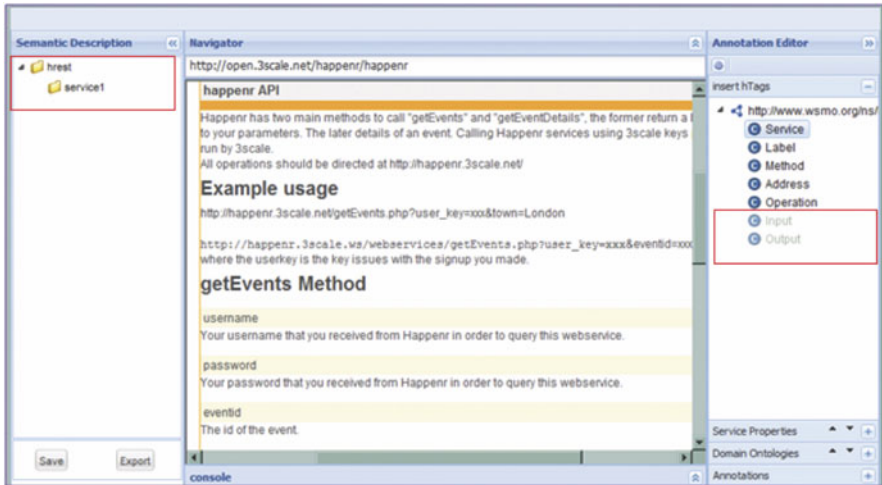 Semantic Description
hrest
service1
Save
Export
Navigator
http://open.3scale.net/happenr/happenr
happenr API
Happenr has two main methods to call "getEvents" and "getEventDetails", the former return a l
to your parameters. The later details of an event. Calling Happenr services using 3scale keys
run by 3scale.
All operations should be directed at http://happenr.3scale.net/
Example usage
http://happenr.3scale.net/getEvents.php?user_key=xxx&town=London
http://happenr.3scale.ws/webservices/getEvents.php?user_key=xxx&eventid=xxx
where the userkey is the key issues with the signup you made.
getEvents Method
username
Your username that you received from Happenr in order to query this webservice.
password
Your password that you received from Happenr in order to query this webservice.
eventid
The id of the event.
console
Annotation Editor
insert hTags
http://www.wsmo.org/ns/
Service
Label
Method
Address
Operation
Input
Output
Service Properties
Domain Ontologies
Annotations